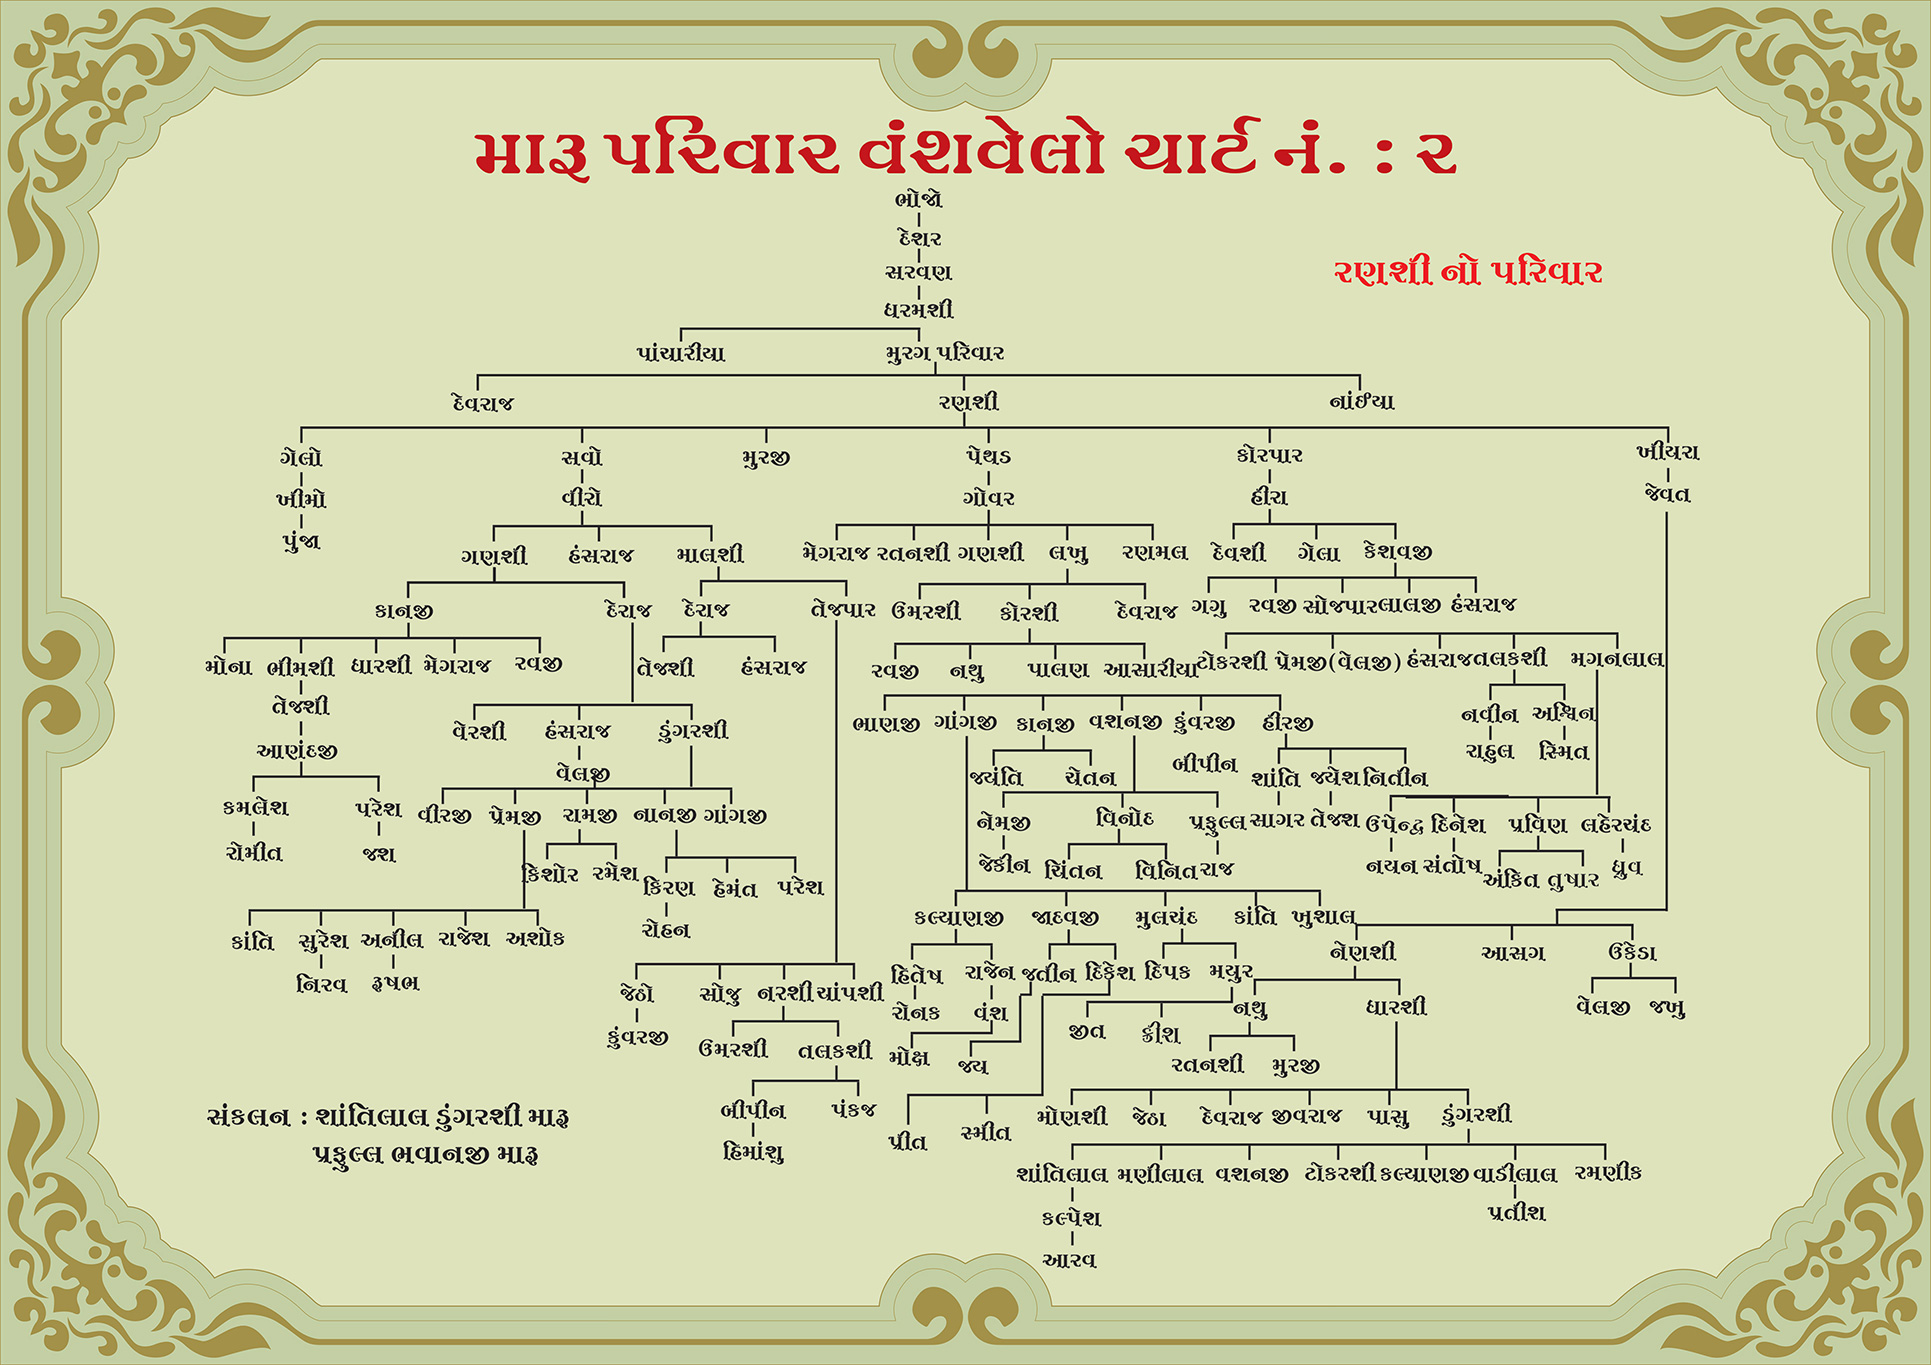 મારૂ પરિવાર વંશવેલો ચાર્ટ નં. : ૨
ભોજો
દેશર
રણશી નો પરિવાર
સરવણ
ધરમશી
પાંચારીયા મુરગ પરિવાર
દેવરાજ રણશી નાંઈયા
ગેલો સવો મુરજી પેથડ કોરપાર ખીયરા
ખીમો વીરો ગોવર હીરા જેવત
પુંજા ગણશી હંસરાજ માલશી મેગરાજ રતનશી ગણશી લખુ રણમલ દેવશી ગેલા કેશવજી
કાનજી દેરાજ દેરાજ તેજપાર ઉમરશી કોરશી દેવરાજ ગગુ રવજી સોજપાર લાલજી હંસરાજ
મોના ભીમશી ધારશી મેગરાજ રવજી તેજશી હંસરાજ રવજી નથુ પાલણ આસારીયા ટોકરશી પ્રેમજી(વેલજી) હંસરાજ તલકશી મગનલાલ
તેજશી વેરશી હંસરાજ ડુંગરશી ભાણજી ગાંગજી કાનજી વશનજી કુંવરજી હીરજી નવીન અશ્વિન
આણંદજી વેલજી જ્યંતિ ચેતન બીપીન શાંતિ જયેશ નિતીન રાહુલ સ્મિત
કમલેશ પરેશ વીરજી પ્રેમજી રામજી નાનજી ગાંગજી નેમજી વિનોદ પ્રફુલ્લ સાગર તેજશ ઉપેન્દ્ર દિનેશ પ્રવિણ લહેરચંદ
રોમીત જશ કિશોર રમેશ કિરણ હેમંત પરેશ જેકીન ચિંતન વિનિત રાજ નયન સંતોષ અંકિત તુષાર ધ્રુવ
કાંતિ સુરેશ અનીલ રાજેશ અશોક રોહન કલ્યાણજી જાદવજી મુલચંદ કાંતિ ખુશાલ નેણશી આસગ ઉકેડા
નિરવ રૂષભ જેઠો સોજુ નરશી ચાંપશી હિતેષ રાજેન જતીન દિકેશ દિપક મયુર નથુ ધારશી વેલજી જખુ
કુંવરજી ઉમરશી તલકશી રોનક વંશ જીત ક્રીશ
મોક્ષ જય રતનશી મુરજી
સંકલન : શાંતિલાલ ડુંગરશી મારૂ બીપીન પંકજ મોણશી જેઠા દેવરાજ જીવરાજ પાસુ ડુંગરશી
પ્રફુલ્લ ભવાનજી મારૂ હિમાંશુ પ્રીત સ્મીત
શાંતિલાલ મણીલાલ વશનજી ટોકરશી કલ્યાણજી વાડીલાલ રમણીક
કલ્પેશ પ્રતીશ
આરવ